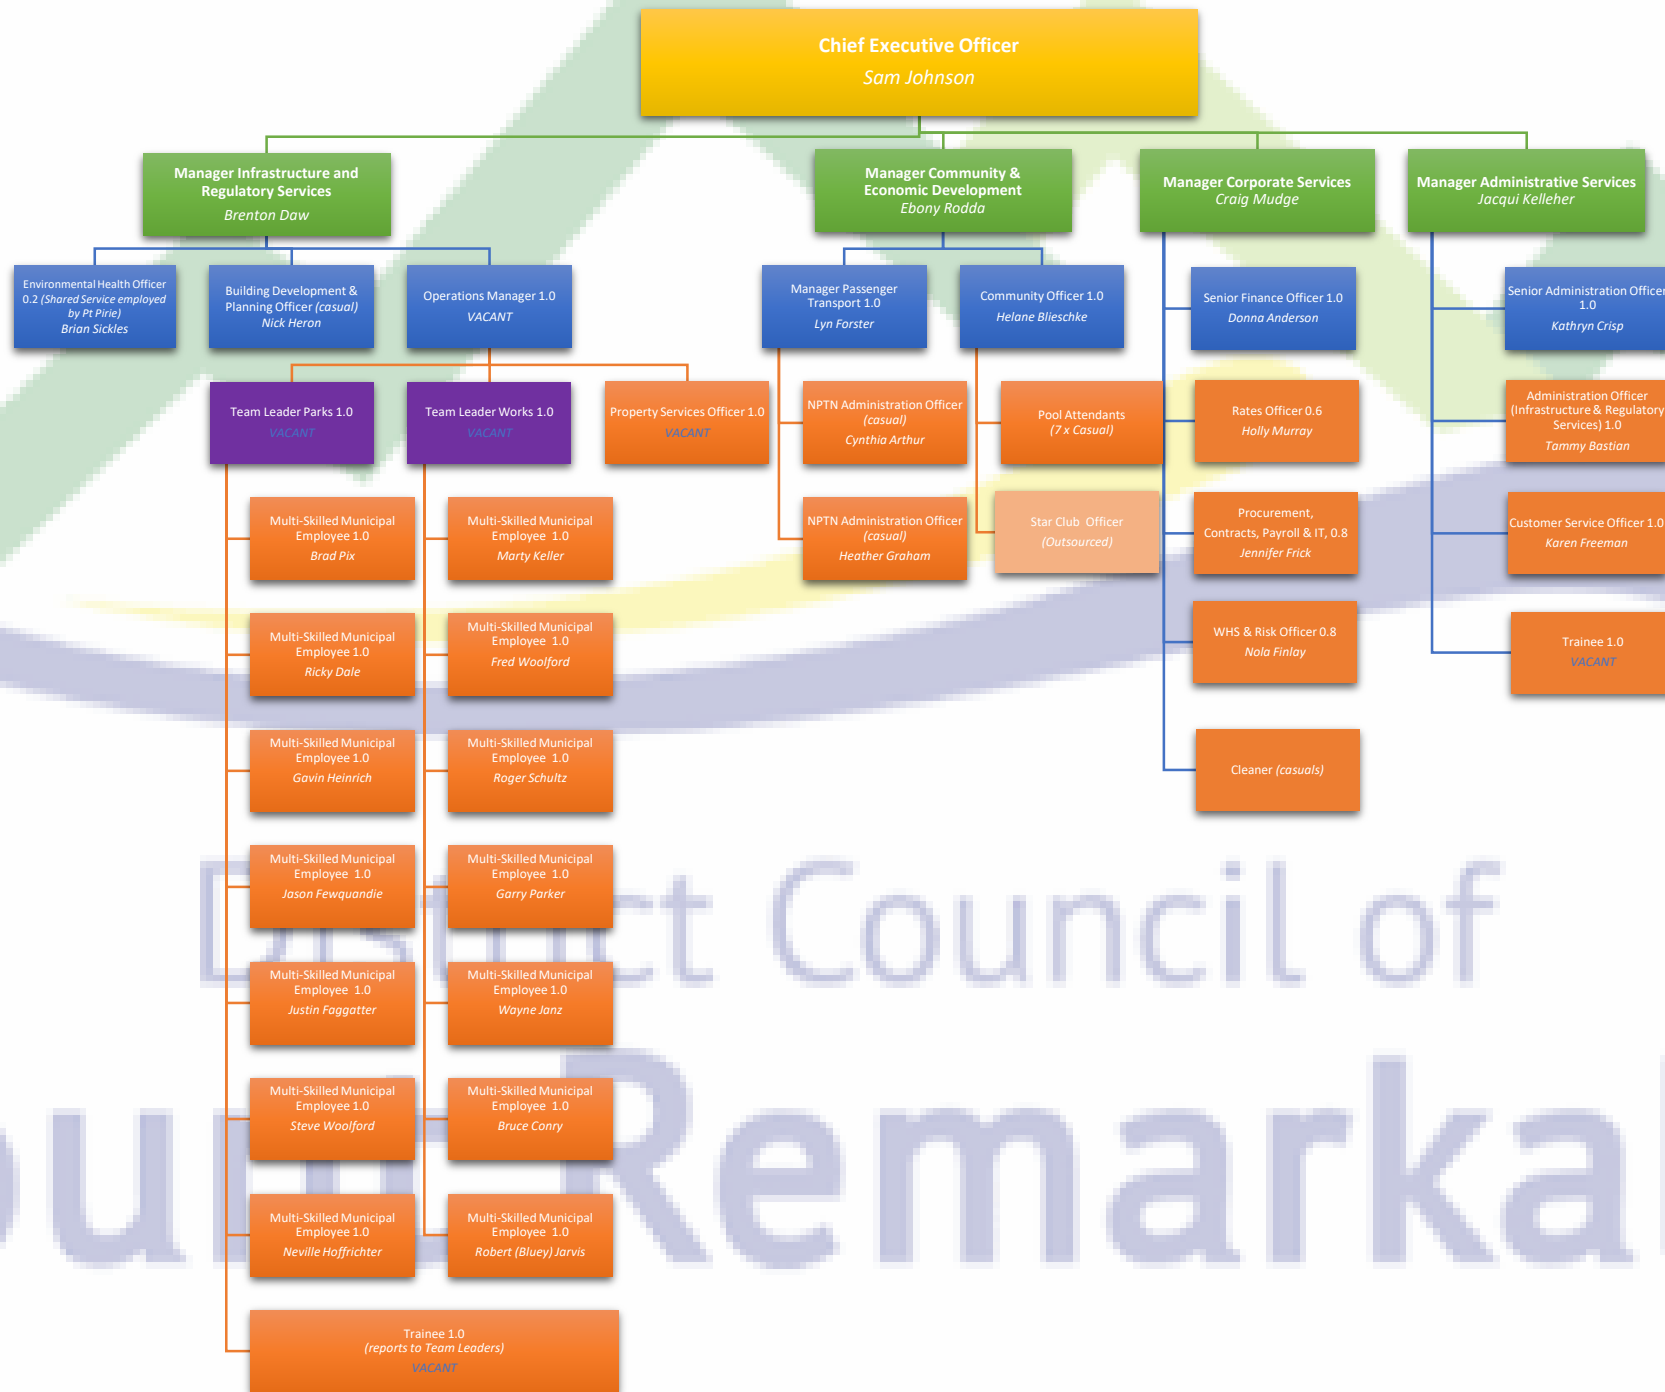 Chief Executive Officer
Sam Johnson
Manager Infrastructure and
Regulatory Services
Brenton Daw
Manager Community &
Economic Development
Ebony Rodda
Manager Corporate Services
Craig Mudge
Manager Administrative Services
Jacqui Kelleher
Environmental Health Officer
0.2 (Shared Service employed
by Pt Pirie)
Brian Sickles
Building Development &
Planning Officer (casual)
Nick Heron
Operations Manager 1.0
VACANT
Manager Passenger
Transport 1.0
Lyn Forster
Community Officer 1.0
Helane Blieschke
Senior Finance Officer 1.0
Donna Anderson
Senior Administration Officer
1.0
Kathryn Crisp
Team Leader Parks 1.0
VACANT
Team Leader Works 1.0
VACANT
Property Services Officer 1.0
VACANT
NPTN Administration Officer
(casual)
Cynthia Arthur
Pool Attendants
(7 x Casual)
Rates Officer 0.6
Holly Murray
Administration Officer
(Infrastructure & Regulatory
Services) 1.0
Tammy Bastian
Multi-Skilled Municipal
Employee 1.0
Brad Pix
Multi-Skilled Municipal
Employee 1.0
Marty Keller
NPTN Administration Officer
(casual)
Heather Graham
Star Club Officer
(Outsourced)
Procurement,
Contracts, Payroll & IT, 0.8
Jennifer Frick
Customer Service Officer 1.0
Karen Freeman
Multi-Skilled Municipal
Employee 1.0
Ricky Dale
Multi-Skilled Municipal
Employee 1.0
Fred Woolford
WHS & Risk Officer 0.8
Nola Finlay
Trainee 1.0
VACANT
Multi-Skilled Municipal
Employee 1.0
Gavin Heinrich
Multi-Skilled Municipal
Employee 1.0
Roger Schultz
Cleaner (casuals)
Multi-Skilled Municipal
Employee 1.0
Jason Fewquandie
Multi-Skilled Municipal
Employee 1.0
Garry Parker
District Council of
Multi-Skilled Municipal
Employee 1.0
Justin Faggatter
Multi-Skilled Municipal
Employee 1.0
Wayne Janz
Multi-Skilled Municipal
Employee 1.0
Steve Woolford
Multi-Skilled Municipal
Employee 1.0
Bruce Conry
Multi-Skilled Municipal
Employee 1.0
Neville Hoffrichter
Multi-Skilled Municipal
Employee 1.0
Robert (Bluey) Jarvis
Trainee 1.0
(reports to Team Leaders)
VACANT